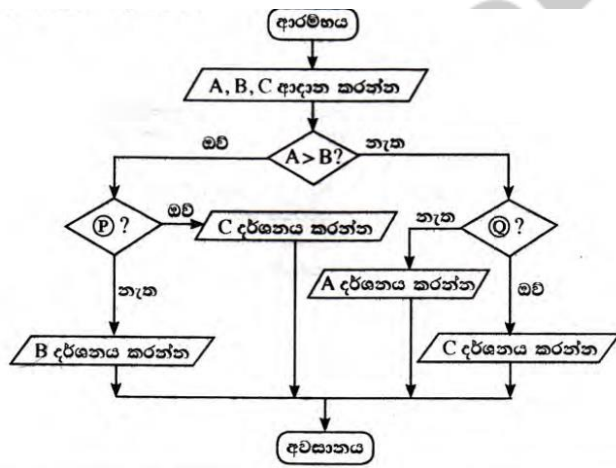 ආරම්භය
A, B, C ආදාන කරන්න
ඔව්
A > B?
නැත
Ⓟ ?
ඔව්
C දර්ශනය කරන්න
නැත
Ⓠ ?
A දර්ශනය කරන්න
නැත
ඔව්
B දර්ශනය කරන්න
C දර්ශනය කරන්න
අවසානය